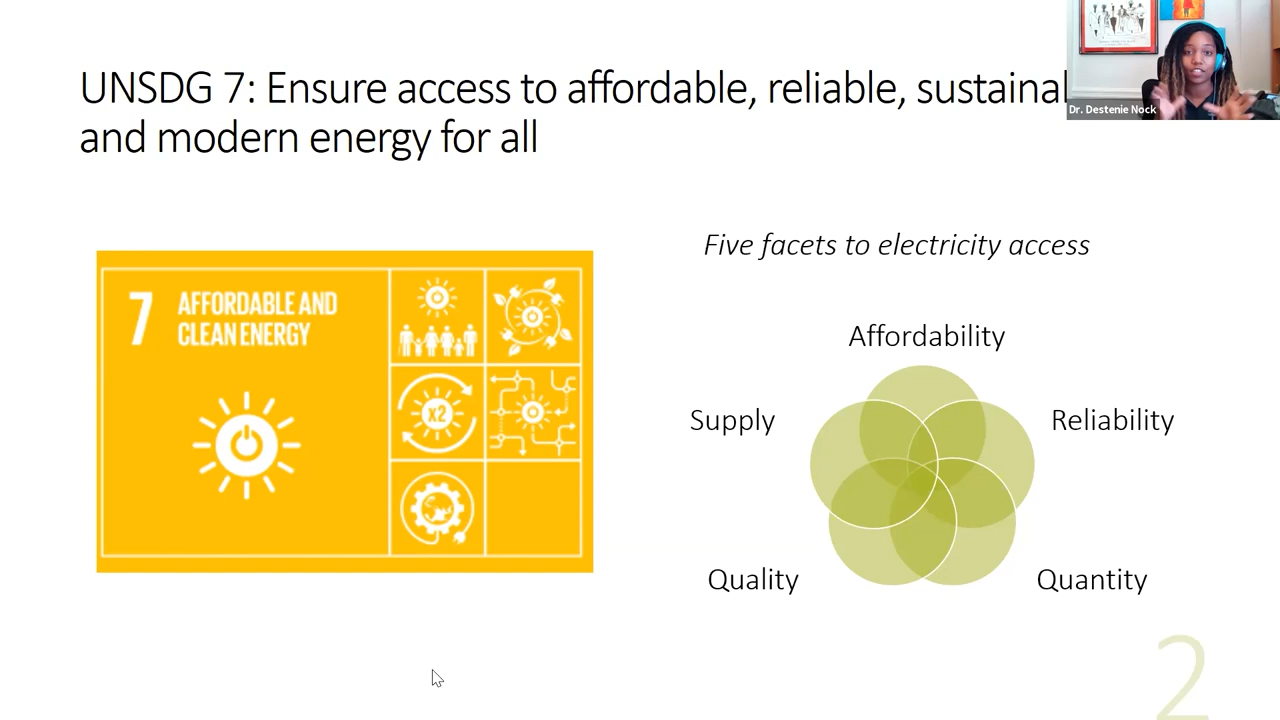 UNSDG 7: Ensure access to affordable, reliable, sustainal
and modern energy for all
Dr. Destenie Nock
7 AFFORDABLE AND
CLEAN ENERGY
X2
Five facets to electricity access
Affordability
Supply
Reliability
Quality
Quantity
2